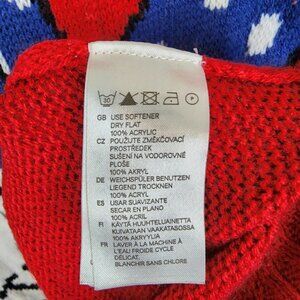 30
GB USE SOFTENER
DRY FLAT
100% ACRYLIC
CZ POUŽIJTE ZMĚKČOVACÍ
PROSTŘEDEK
SUŠENÍ NA VODOROVNÉ
PLOŠE
100% AKRYL
DE WEICHSPÜLER BENUTZEN
LIEGEND TROCKNEN
100% ACRYL
ES USAR SUAVIZANTE
SECAR EN PLANO
100% ACRIL
FI KÄYTÄ HUUHTELUAINETTA
KUIVATAAN VAAKATASOSSA
100% AKRYYLIA
FR LAVER À LA MACHINE À
L'EAU FROIDE CYCLE
DÉLICAT.
BLANCHIR SANS CHLORE